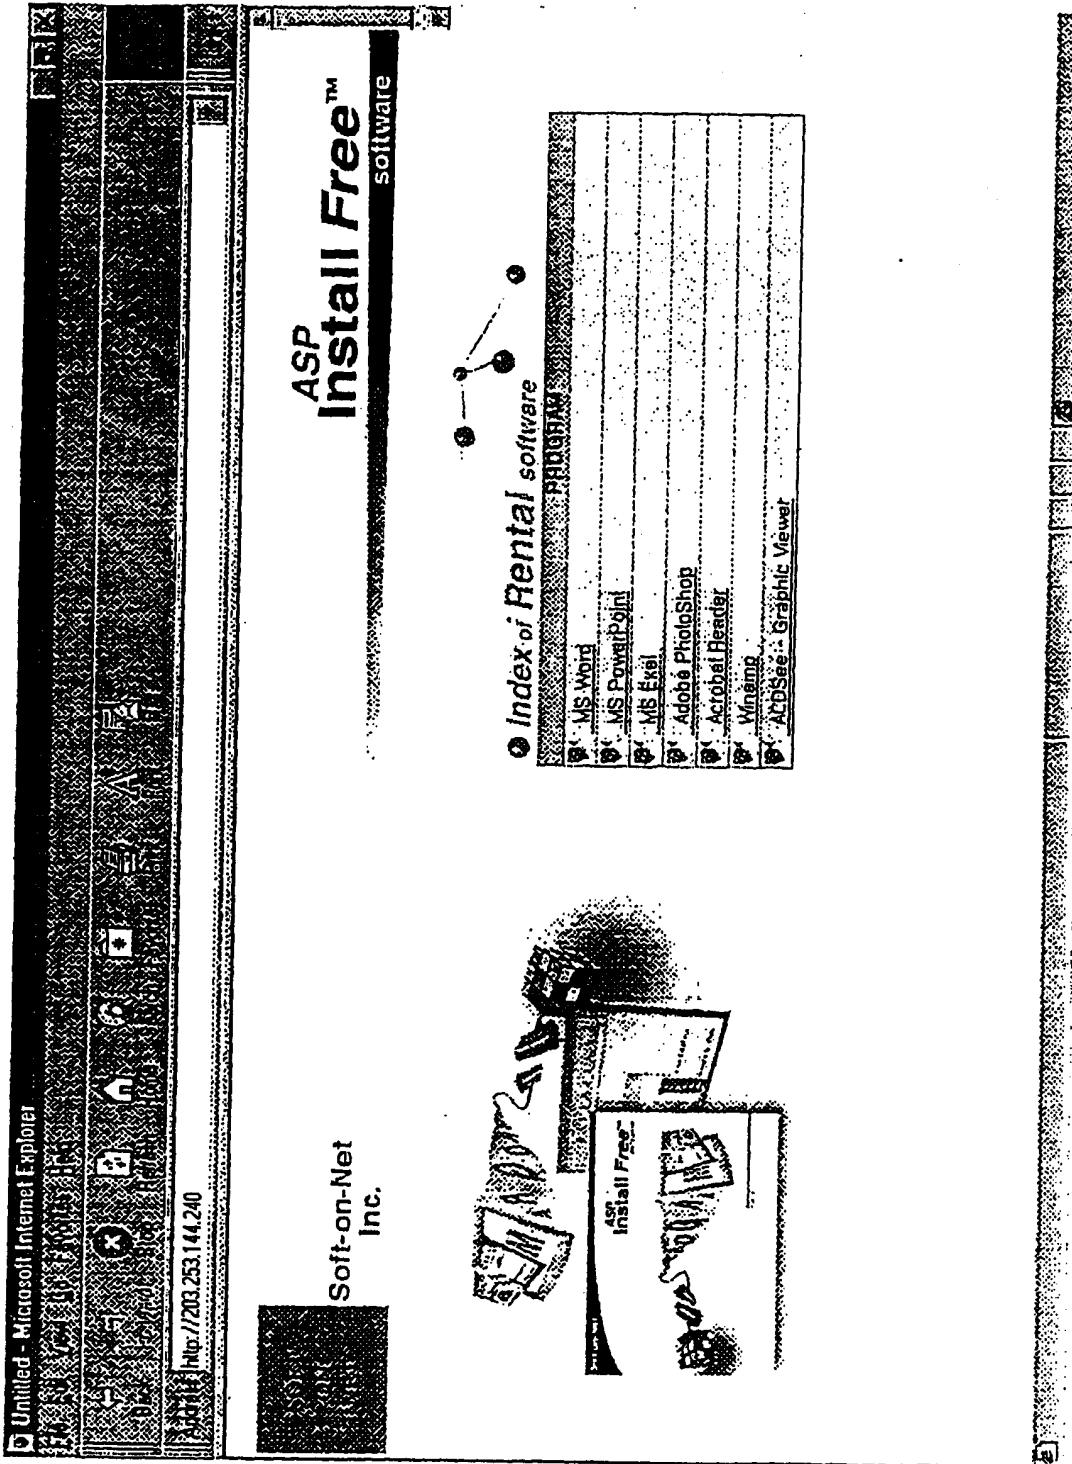 Untitled - Microsoft Internet Explorer
http://203.253.144.240
Soft-on-Net
Inc.
ASP
Install Free™
software
Index of Rental software
PROGRAM
MS Word
MS PowerPoint
MS Exel
Adobe PhotoShop
Acrobat Reader
Winamp
ACDSee - Graphic Viewer
ASP
Install Free™